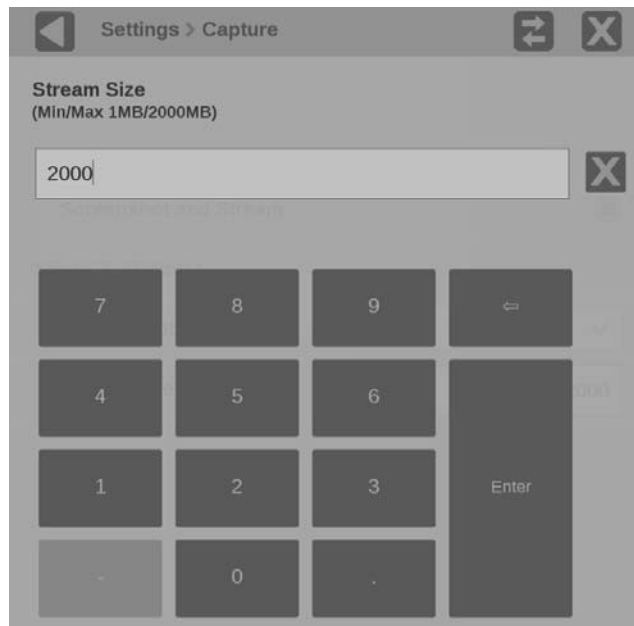 Settings > Capture
Stream Size
(Min/Max 1MB/2000MB)
2000
7 8 9 ⇦
4 5 6
1 2 3 Enter
- 0 .